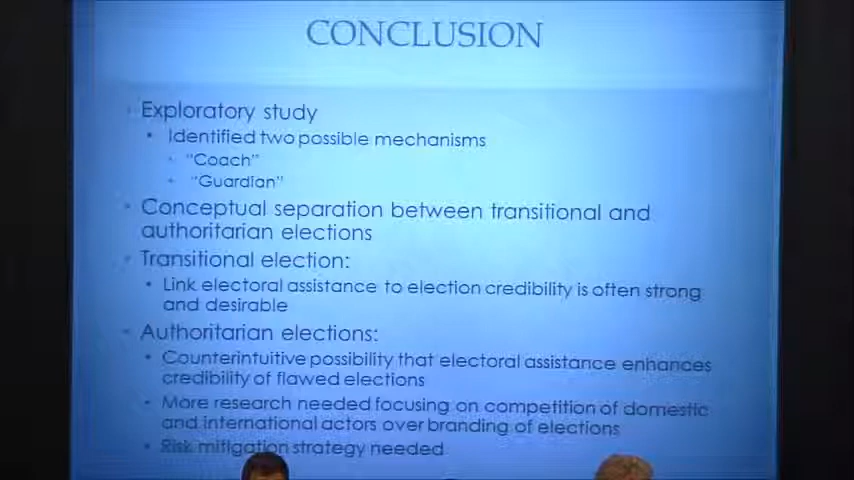 CONCLUSION
Exploratory study
Identified two possible mechanisms
"Coach"
"Guardian"
Conceptual separation between transitional and
authoritarian elections
Transitional election:
Link electoral assistance to election credibility is often strong
and desirable
Authoritarian elections:
Counterintuitive possibility that electoral assistance enhances
credibility of flawed elections
More research needed focusing on competition of domestic
and international actors over branding of elections
Risk mitigation strategy needed